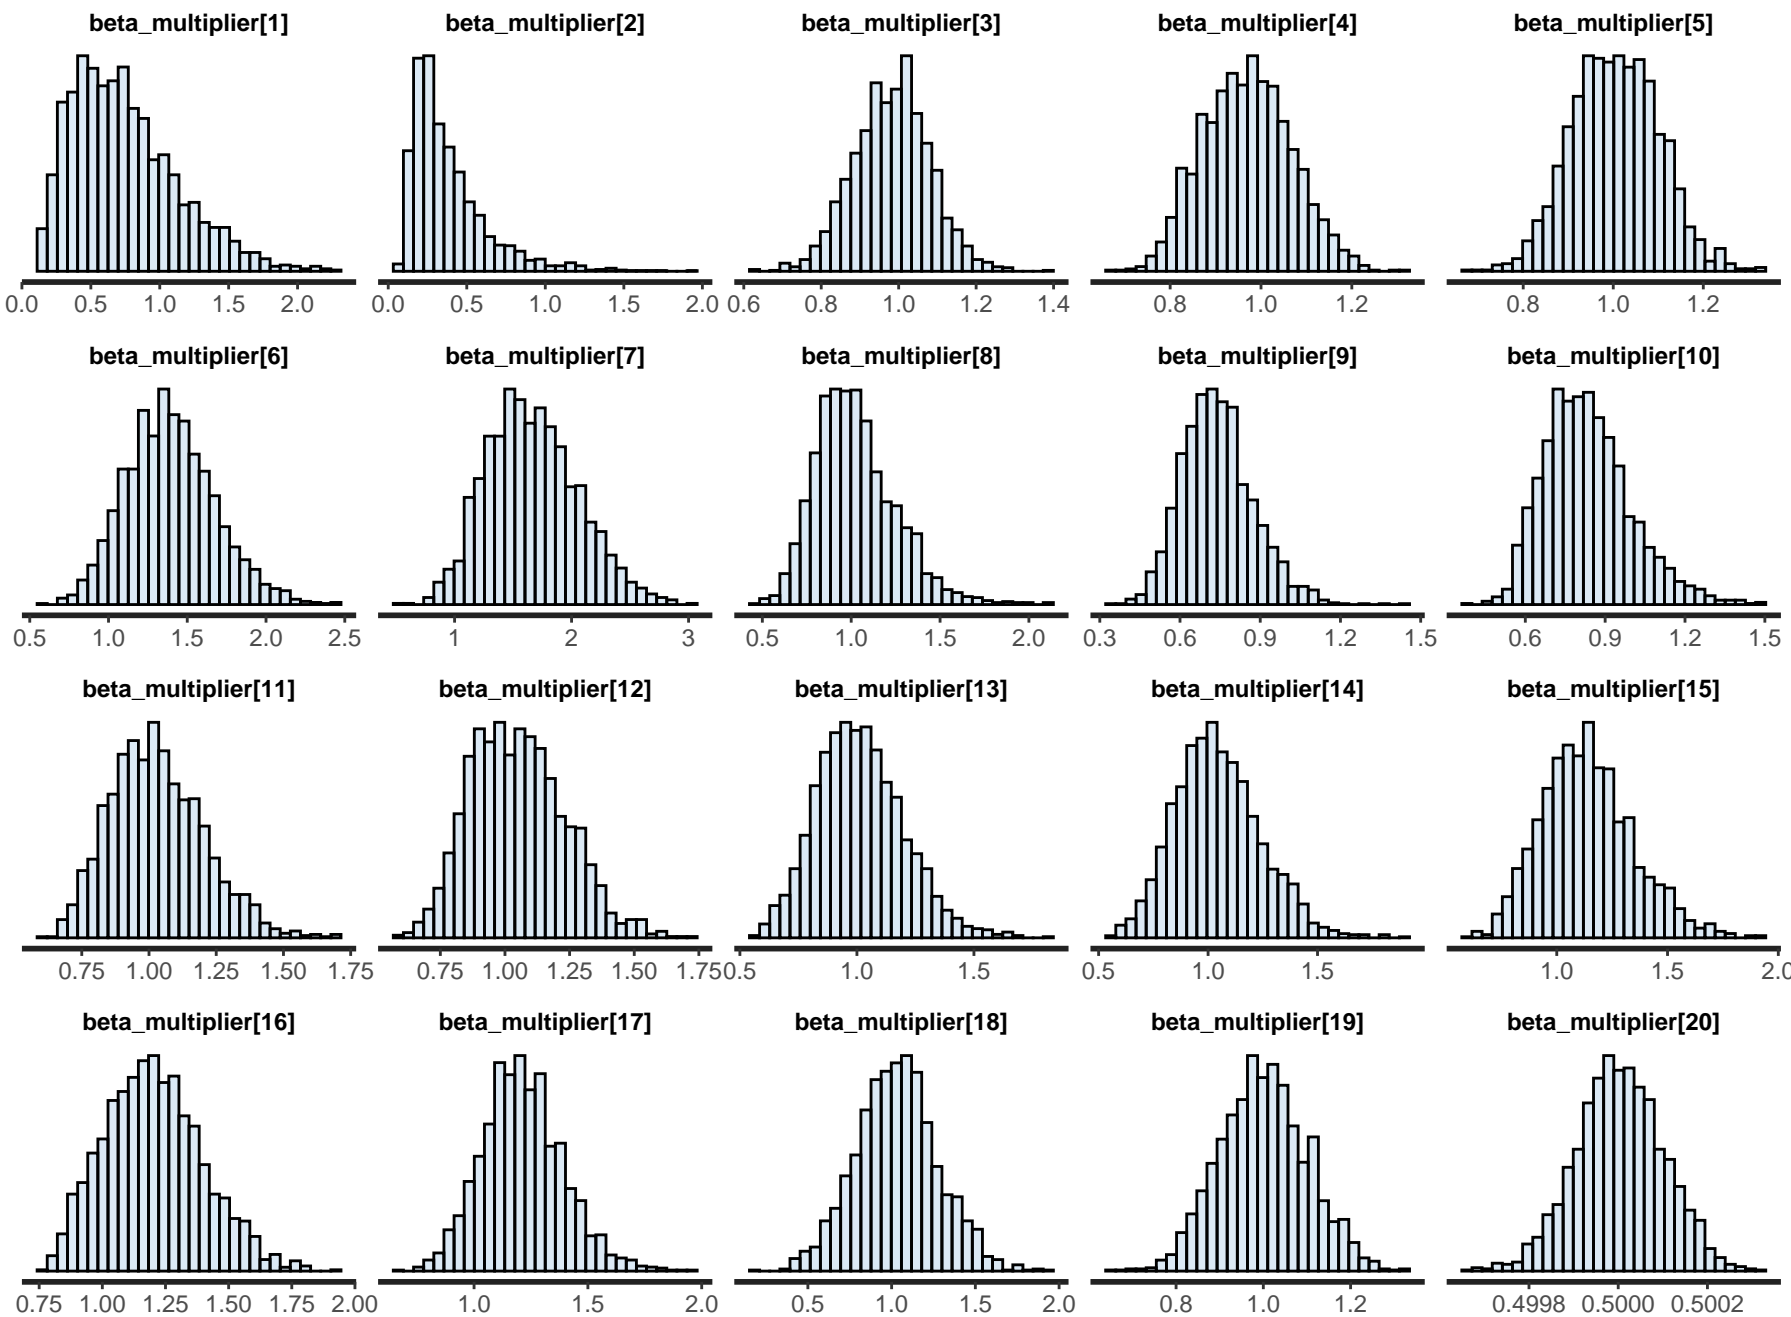 beta_multiplier[1] beta_multiplier[2] beta_multiplier[3] beta_multiplier[4] beta_multiplier[5]
0.0 0.5 1.0 1.5 2.0 0.0 0.5 1.0 1.5 2.0 0.6 0.8 1.0 1.2 1.4 0.8 1.0 1.2 0.8 1.0 1.2
beta_multiplier[6] beta_multiplier[7] beta_multiplier[8] beta_multiplier[9] beta_multiplier[10]
0.5 1.0 1.5 2.0 2.5 1 2 3 0.5 1.0 1.5 2.0 0.3 0.6 0.9 1.2 1.5 0.6 0.9 1.2 1.5
beta_multiplier[11] beta_multiplier[12] beta_multiplier[13] beta_multiplier[14] beta_multiplier[15]
0.75 1.00 1.25 1.50 1.75 0.75 1.00 1.25 1.50 1.75 0.5 1.0 1.5 0.5 1.0 1.5 1.0 1.5 2.0
beta_multiplier[16] beta_multiplier[17] beta_multiplier[18] beta_multiplier[19] beta_multiplier[20]
0.75 1.00 1.25 1.50 1.75 2.00 1.0 1.5 2.0 0.5 1.0 1.5 2.0 0.8 1.0 1.2 0.4998 0.5000 0.5002